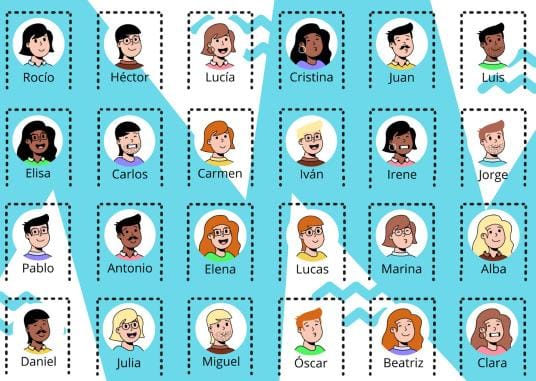 Rocío
Héctor
Lucía
Cristina
Juan
Luis
Elisa
Carlos
Carmen
Iván
Irene
Jorge
Pablo
Antonio
Elena
Lucas
Marina
Alba
Daniel
Julia
Miguel
Óscar
Beatriz
Clara